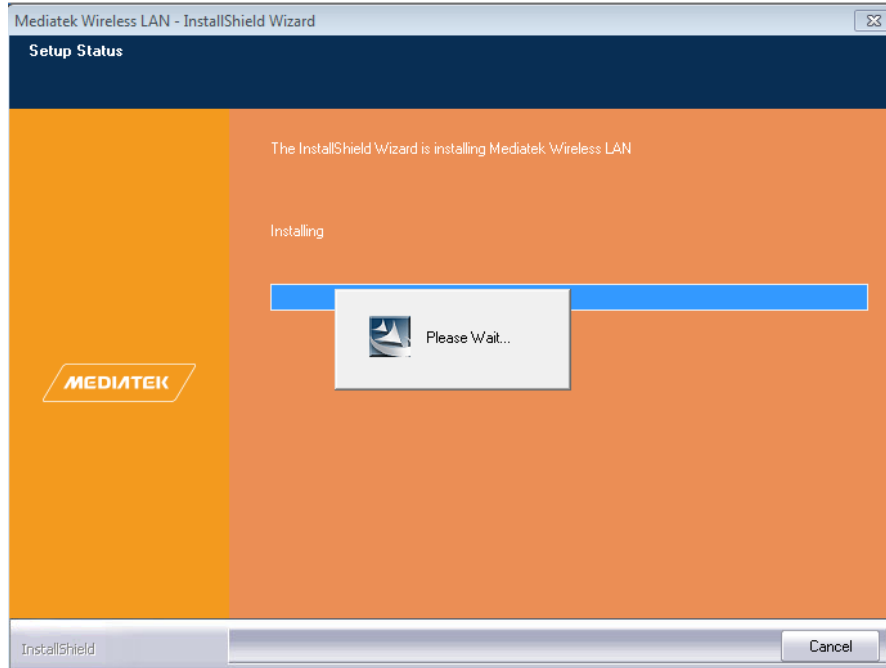 Mediatek Wireless LAN - InstallShield Wizard
Setup Status
The InstallShield Wizard is installing Mediatek Wireless LAN
Installing
Please Wait...
MEDIATEK
InstallShield
Cancel